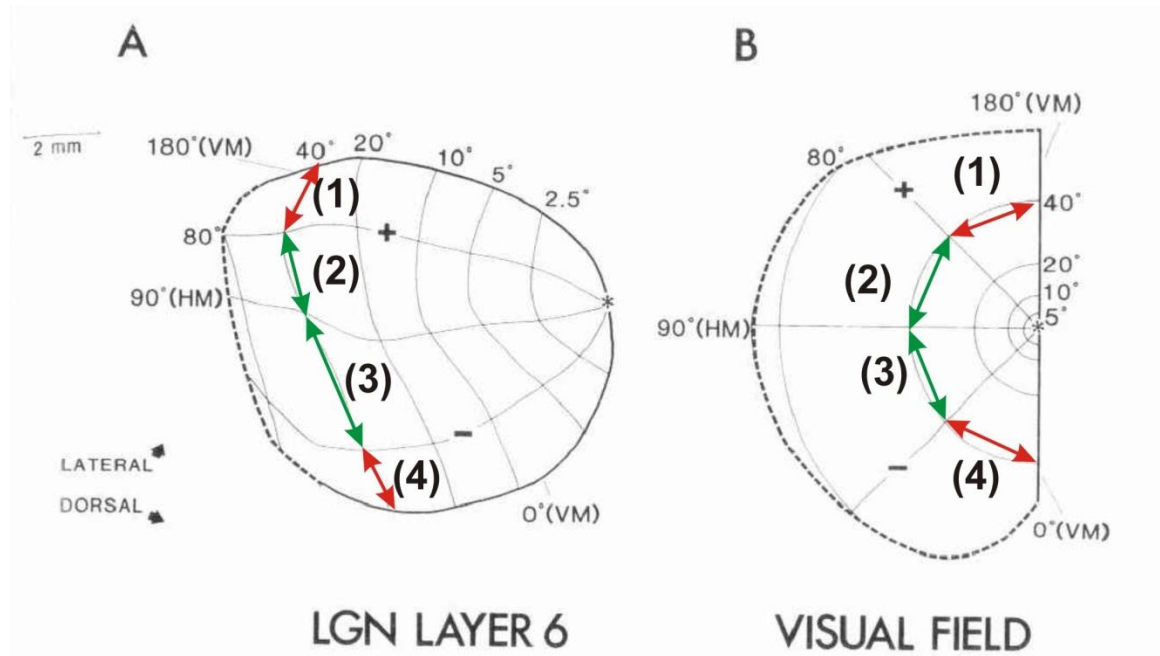 A
B
2 mm
180°(VM)
40°
20°
10°
5°
2.5°
(1)
+
80°
(2)
90°(HM)
*
(3)
−
(4)
LATERAL
DORSAL
0°(VM)
LGN LAYER 6
180°(VM)
80°
+
(1)
40°
(2)
20°
10°
5°
90°(HM)
*
(3)
−
(4)
0°(VM)
VISUAL FIELD